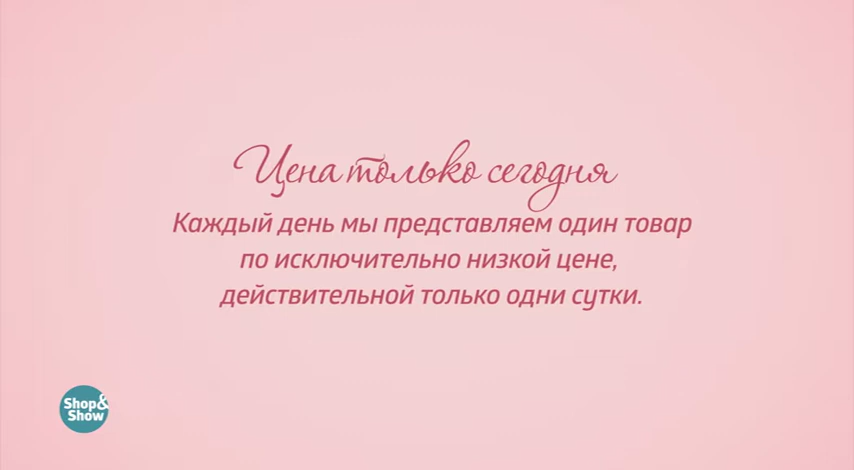 Цена только сегодня
Каждый день мы представляем один товар
по исключительно низкой цене,
действительной только одни сутки.
Shop&
Show